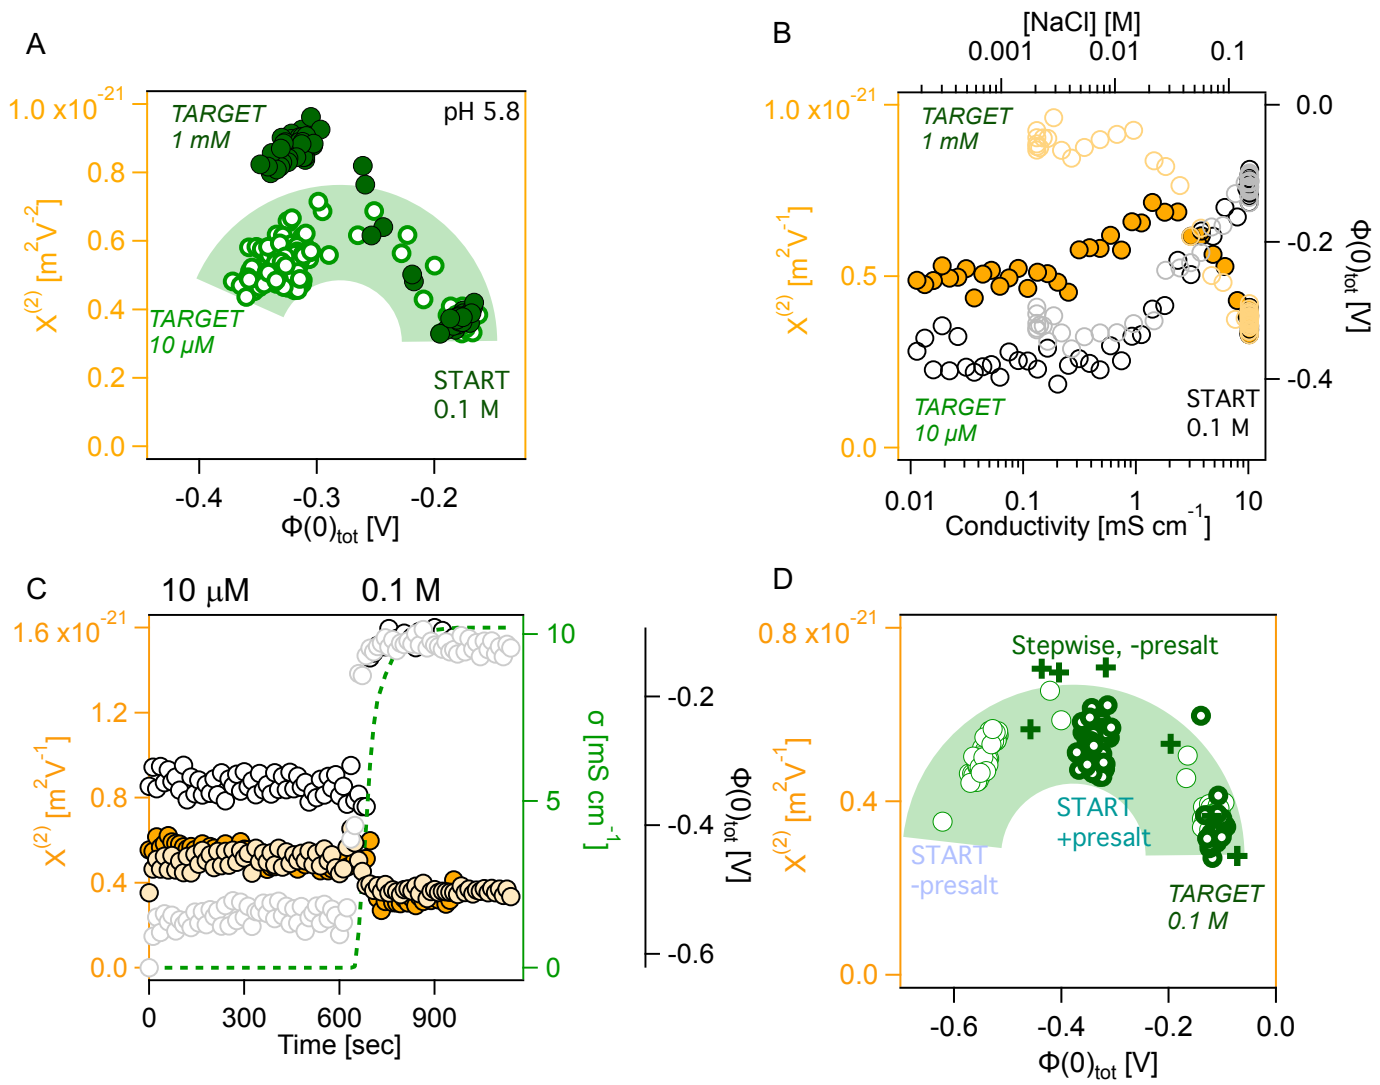 A
1.0 x10⁻²¹
0.8
0.6
0.4
0.2
0.0
X⁽²⁾ [m² V⁻²]
TARGET
1 mM
pH 5.8
TARGET
10 µM
START
0.1 M
-0.4
-0.3
-0.2
Φ(0)tot [V]
B
[NaCl] [M]
0.001
0.01
0.1
1.0 x10⁻²¹
0.5
0.0
X⁽²⁾ [m² V⁻¹]
TARGET
1 mM
TARGET
10 µM
START
0.1 M
0.0
-0.2
-0.4
Φ(0)tot [V]
0.01
0.1
1
10
Conductivity [mS cm⁻¹]
C
10 µM
0.1 M
1.6 x10⁻²¹
1.2
0.8
0.4
0.0
X⁽²⁾ [m² V⁻¹]
10
5
0
σ [mS cm⁻¹]
-0.2
-0.4
-0.6
Φ(0)tot [V]
0
300
600
900
Time [sec]
D
0.8 x10⁻²¹
0.4
0.0
X⁽²⁾ [m² V⁻¹]
Stepwise, -presalt
START
+presalt
START
-presalt
TARGET
0.1 M
-0.6
-0.4
-0.2
0.0
Φ(0)tot [V]